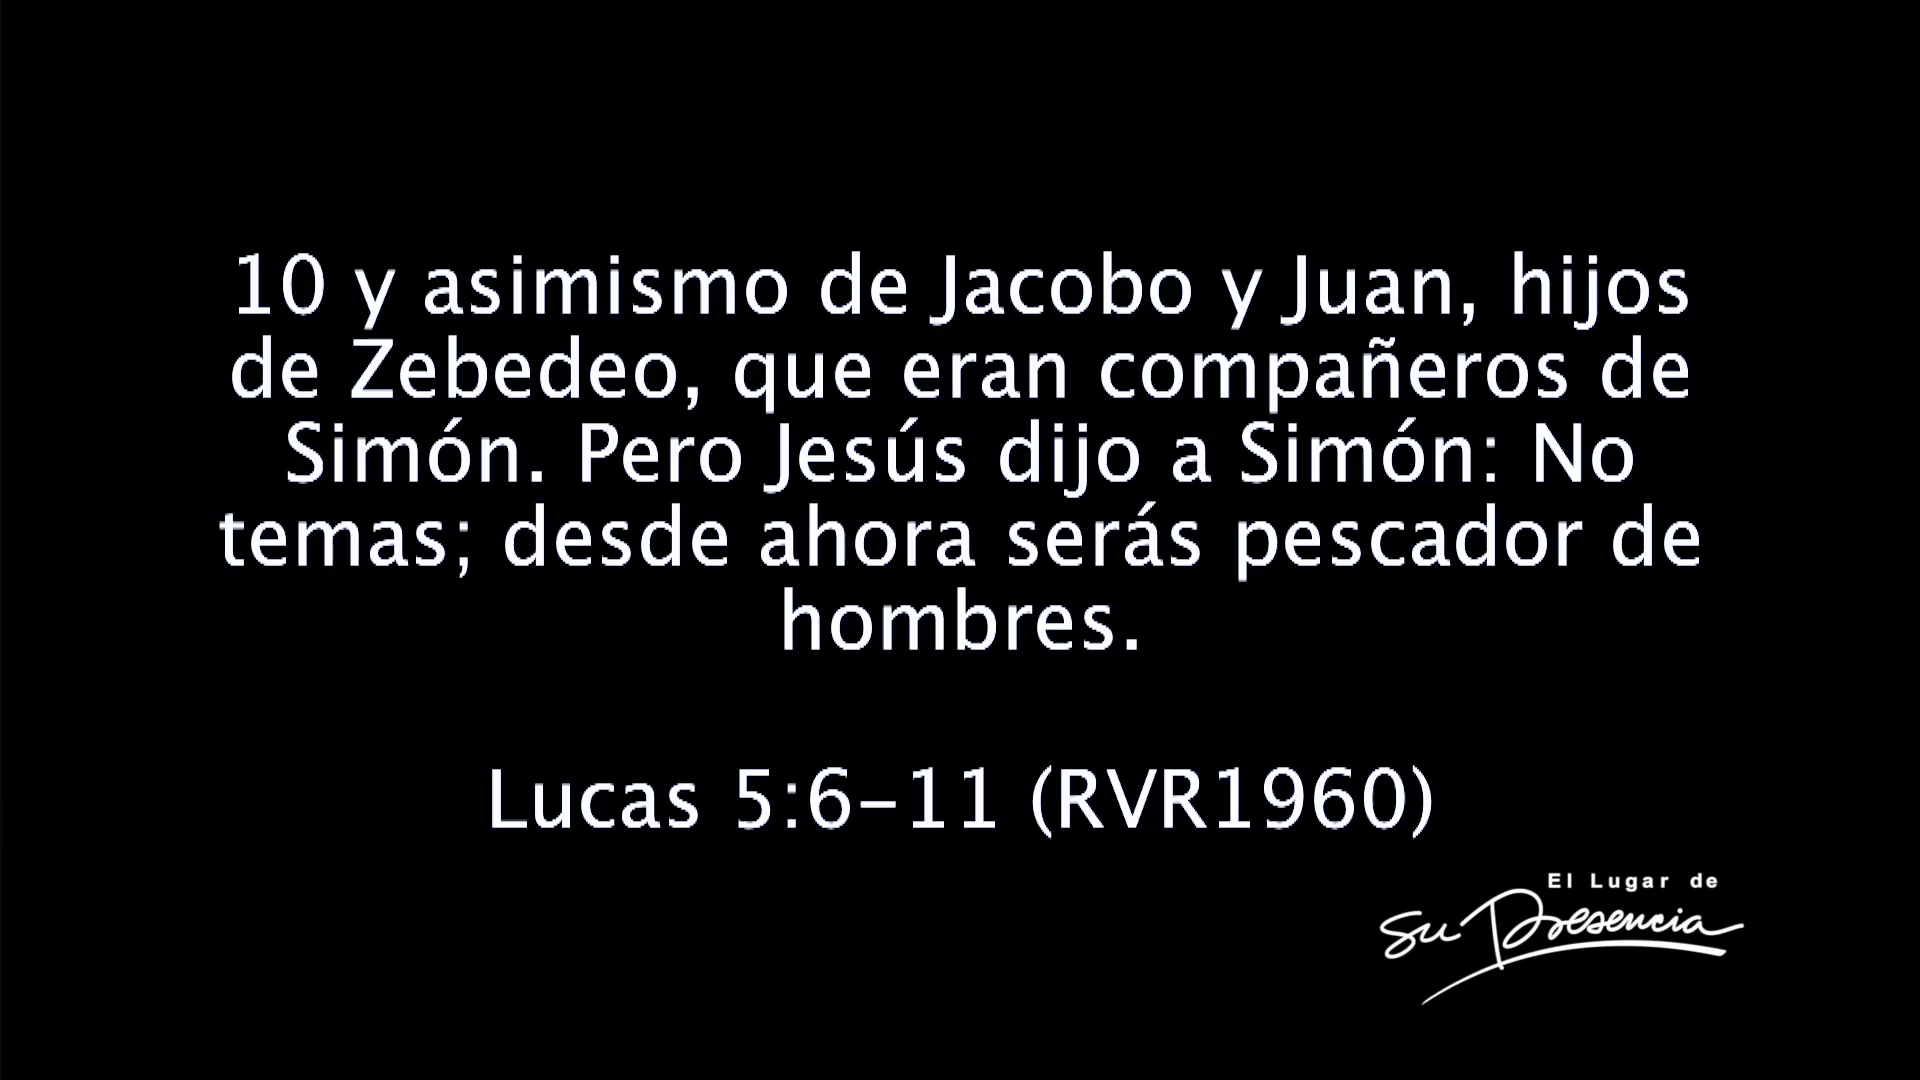 10 y asimismo de Jacobo y Juan, hijos
de Zebedeo, que eran compañeros de
Simón. Pero Jesús dijo a Simón: No
temas; desde ahora serás pescador de
hombres.
Lucas 5:6-11 (RVR1960)
El Lugar de
Su Presencia